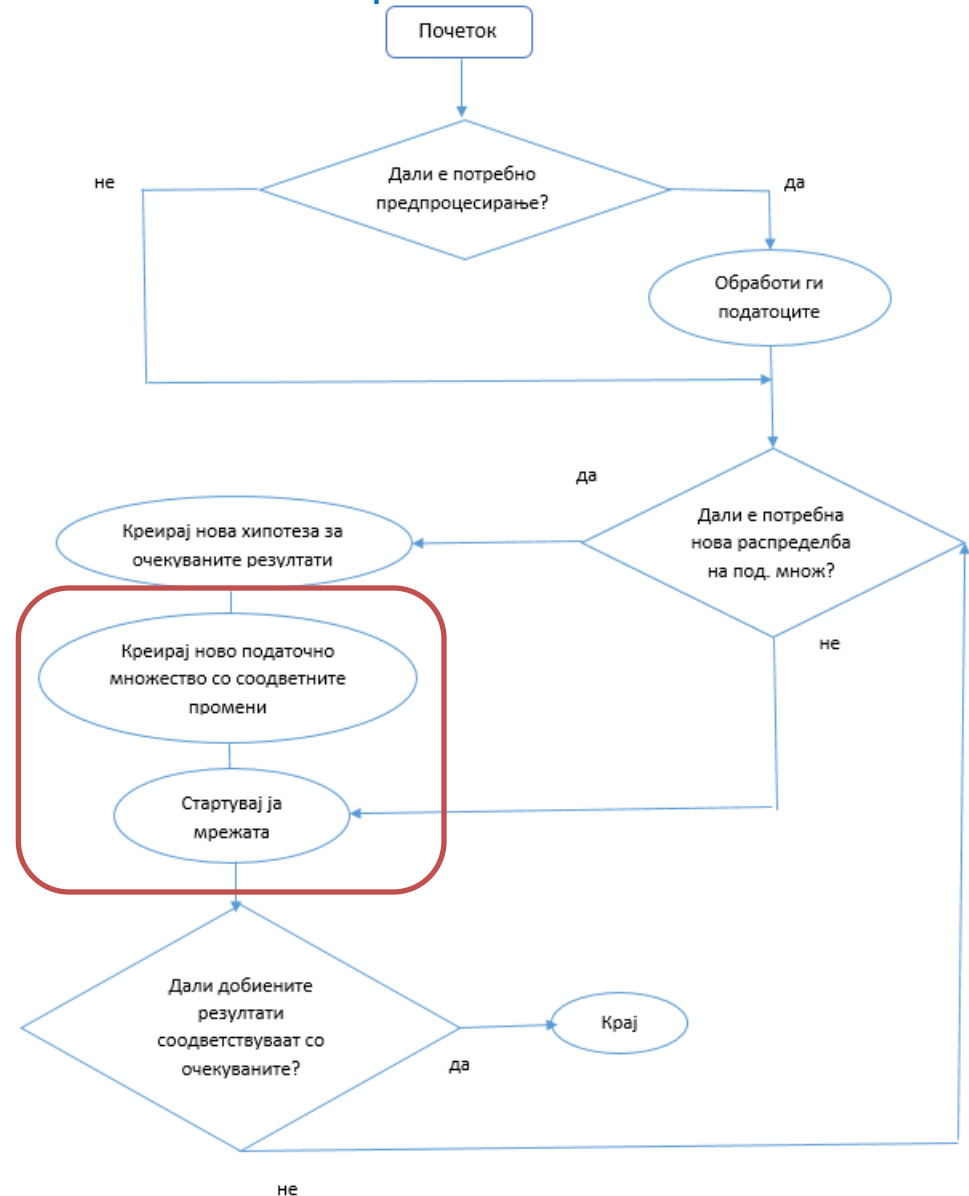 Почеток
не
Дали е потребно
предпроцесирање?
да
Обработи ги
податоците
да
Дали е потребна
нова распределба
на под. множ?
Креирај нова хипотеза за
очекуваните резултати
не
Креирај ново податочно
множество со соодветните
промени
Стартувај ја
мрежата
Дали добиените
резултати
соодветствуваат со
очекуваните?
Крај
да
не